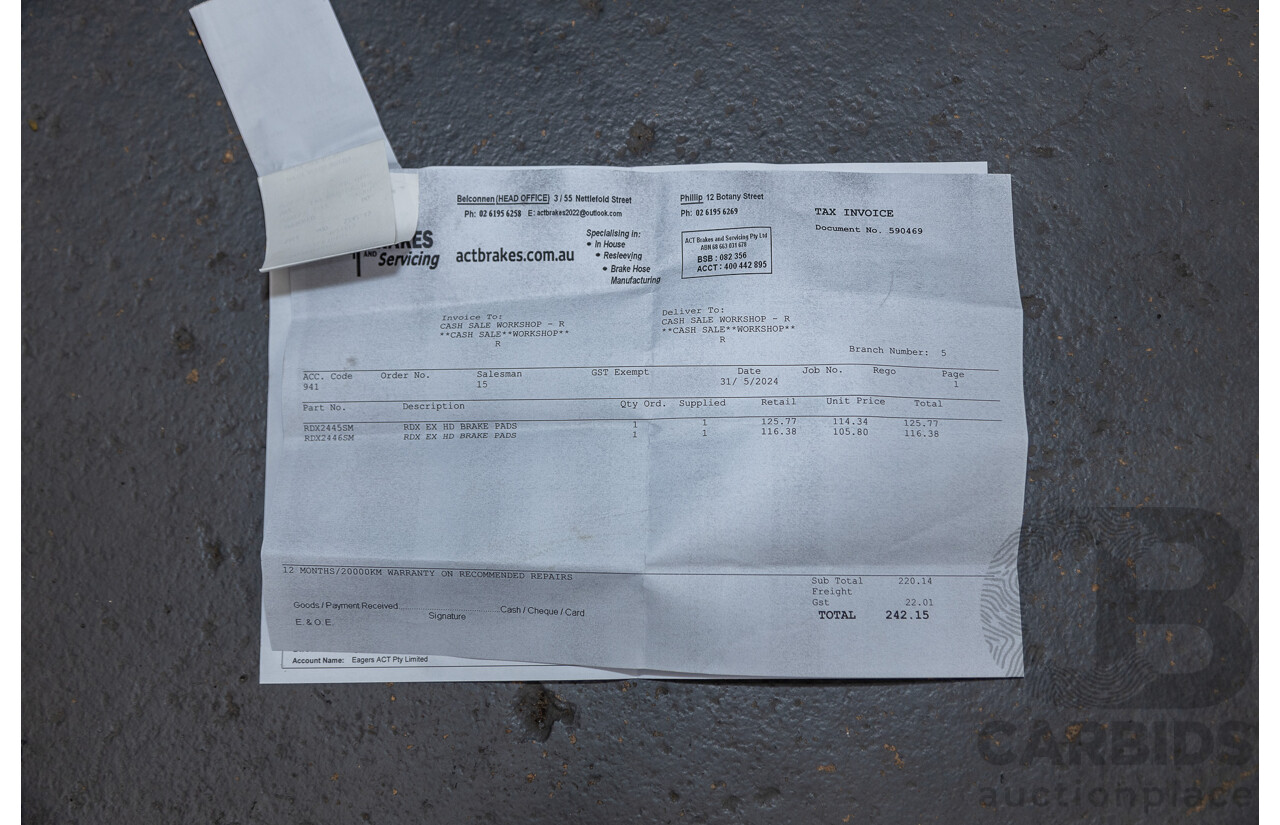 Belconnen (HEAD OFFICE) 3 / 55 Nettlefold Street
Ph: 02 6195 6258 E: actbrakes2022@outlook.com
Phillip 12 Botany Street
Ph: 02 6195 6269
TAX INVOICE
Document No. 590469
AND Servicing
actbrakes.com.au
Specialising in:
• In House
• Resleeving
• Brake Hose
Manufacturing
ACT Brakes and Servicing Pty Ltd
ABN 68 663 031 678
BSB : 082 356
ACCT : 400 442 895
Invoice To:
CASH SALE WORKSHOP - R
**CASH SALE**WORKSHOP**
R
Deliver To:
CASH SALE WORKSHOP - R
**CASH SALE**WORKSHOP**
R
Branch Number: 5
ACC. Code Order No. Salesman GST Exempt Date Job No. Rego Page
941 15 31/ 5/2024 1
Part No. Description Qty Ord. Supplied Retail Unit Price Total
RDX2445SM RDX EX HD BRAKE PADS 1 1 125.77 114.34 125.77
RDX2446SM RDX EX HD BRAKE PADS 1 1 116.38 105.80 116.38
12 MONTHS/20000KM WARRANTY ON RECOMMENDED REPAIRS
Sub Total 220.14
Freight
Gst 22.01
TOTAL 242.15
Goods / Payment Received Cash / Cheque / Card
Signature
E. & O.E.
Account Name: Eagers ACT Pty Limited
CARBIDS
auctionplace